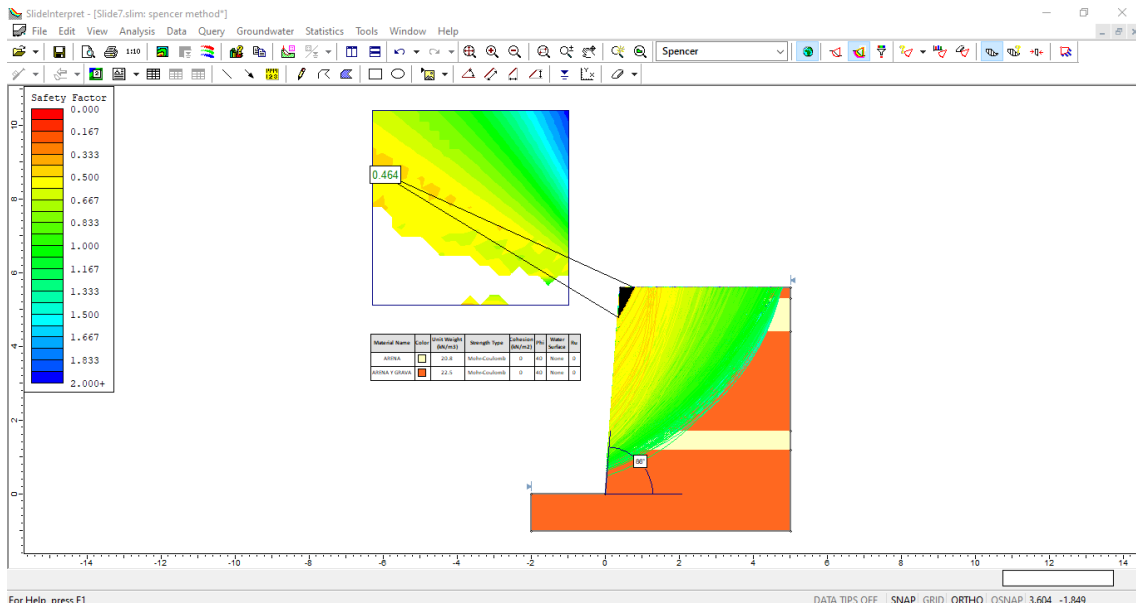 SlideInterpret - [Slide7.slim: spencer method*]
File Edit View Analysis Data Query Groundwater Statistics Tools Window Help
1:10
Spencer
Safety Factor
0.000
0.167
0.333
0.500
0.667
0.833
1.000
1.167
1.333
1.500
1.667
1.833
2.000+
10
8
6
4
2
0
0.464
Material Name Color Unit Weight (kN/m3) Strength Type Cohesion (kN/m2) Phi Water Surface Ru
ARENA 20.8 Mohr-Coulomb 0 40 None 0
ARENA Y GRAVA 22.5 Mohr-Coulomb 0 40 None 0
86°
-14 -12 -10 -8 -6 -4 -2 0 2 4 6 8 10 12 14
For Help, press F1
DATA TIPS OFF SNAP GRID ORTHO OSNAP 3.604 -1.849